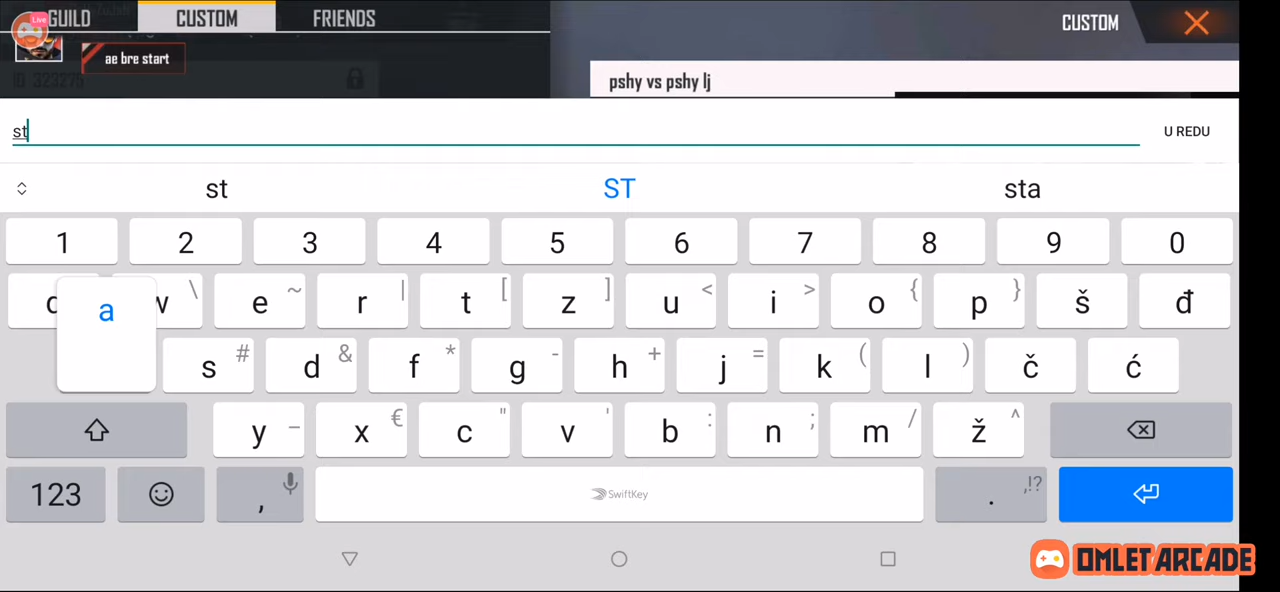 Live
GUILD
CUSTOM
FRIENDS
CUSTOM
ae bre start
pshy vs pshy lj
st
U REDU
st
ST
sta
1 2 3 4 5 6 7 8 9 0
w \ e ~ r | t [ z ] u < i > o { p } š đ
a s # d & f * g - h + j = k ( l ) č ć
y _ x € c " v ' b : n ; m / ž ^
123 , SwiftKey . ,!?
OMLET ARCADE